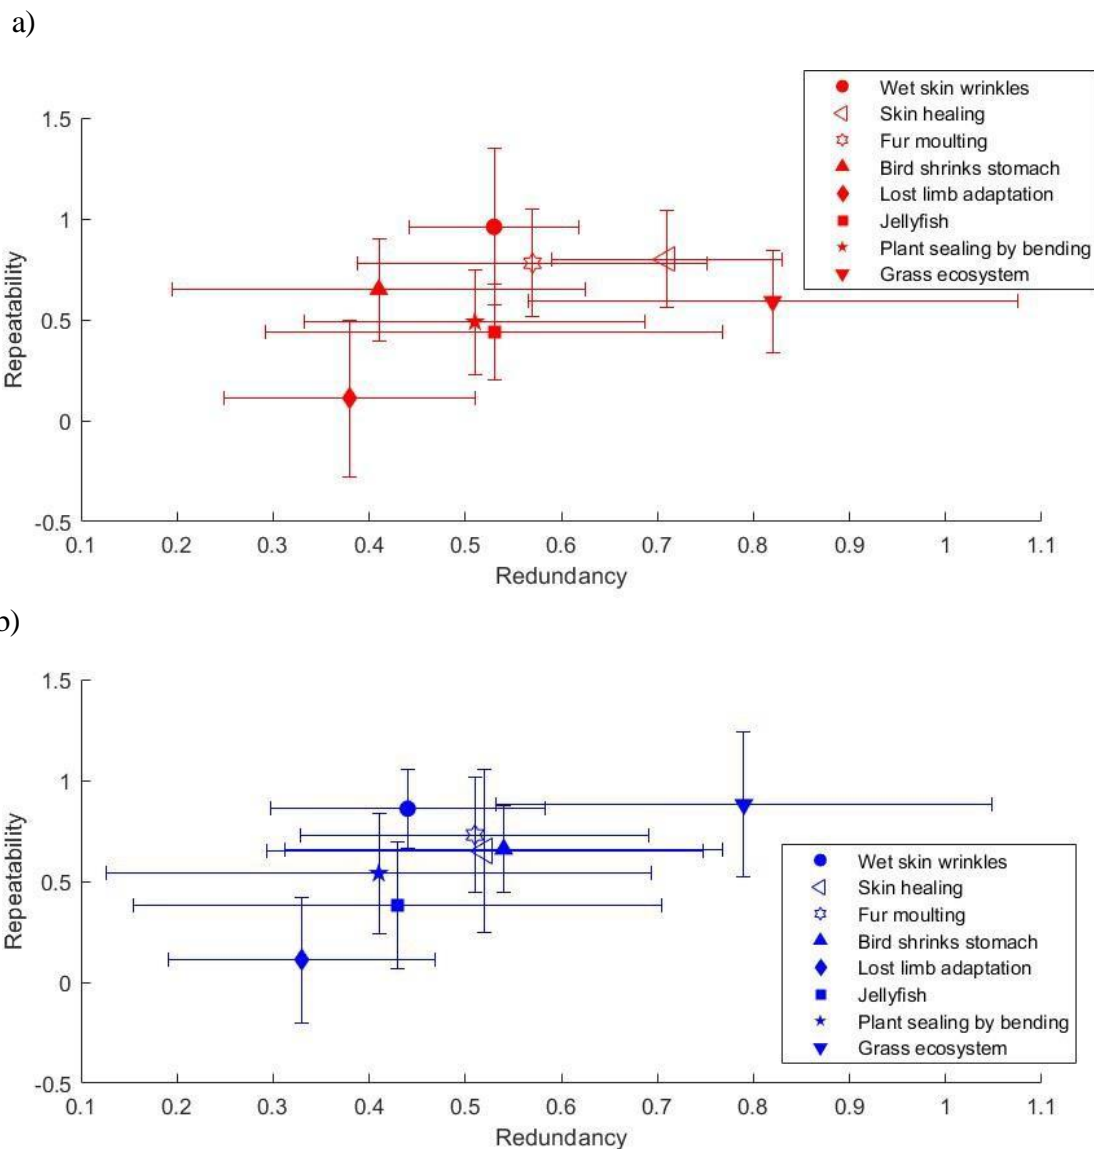 a)
Wet skin wrinkles
Skin healing
Fur moulting
Bird shrinks stomach
Lost limb adaptation
Jellyfish
Plant sealing by bending
Grass ecosystem
1.5
1
0.5
0
-0.5
Repeatability
0.1 0.2 0.3 0.4 0.5 0.6 0.7 0.8 0.9 1 1.1
Redundancy
b)
1.5
1
0.5
0
-0.5
Repeatability
Wet skin wrinkles
Skin healing
Fur moulting
Bird shrinks stomach
Lost limb adaptation
Jellyfish
Plant sealing by bending
Grass ecosystem
0.1 0.2 0.3 0.4 0.5 0.6 0.7 0.8 0.9 1 1.1
Redundancy